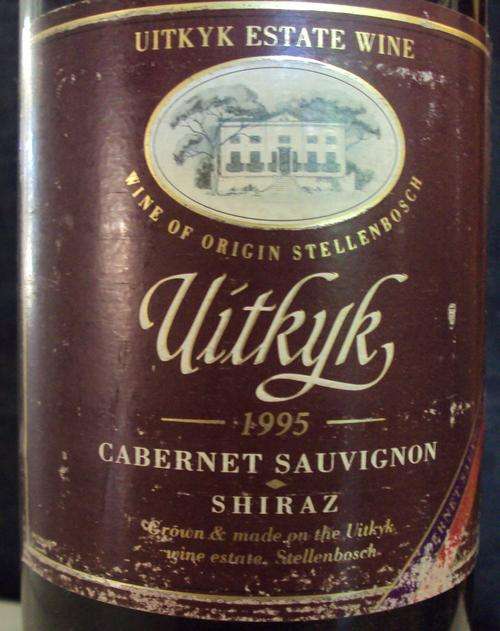 UITKYK ESTATE WINE
WINE OF ORIGIN STELLENBOSCH
Uitkyk
1995
CABERNET SAUVIGNON
SHIRAZ
Grown & made on the Uitkyk
wine estate. Stellenbosch